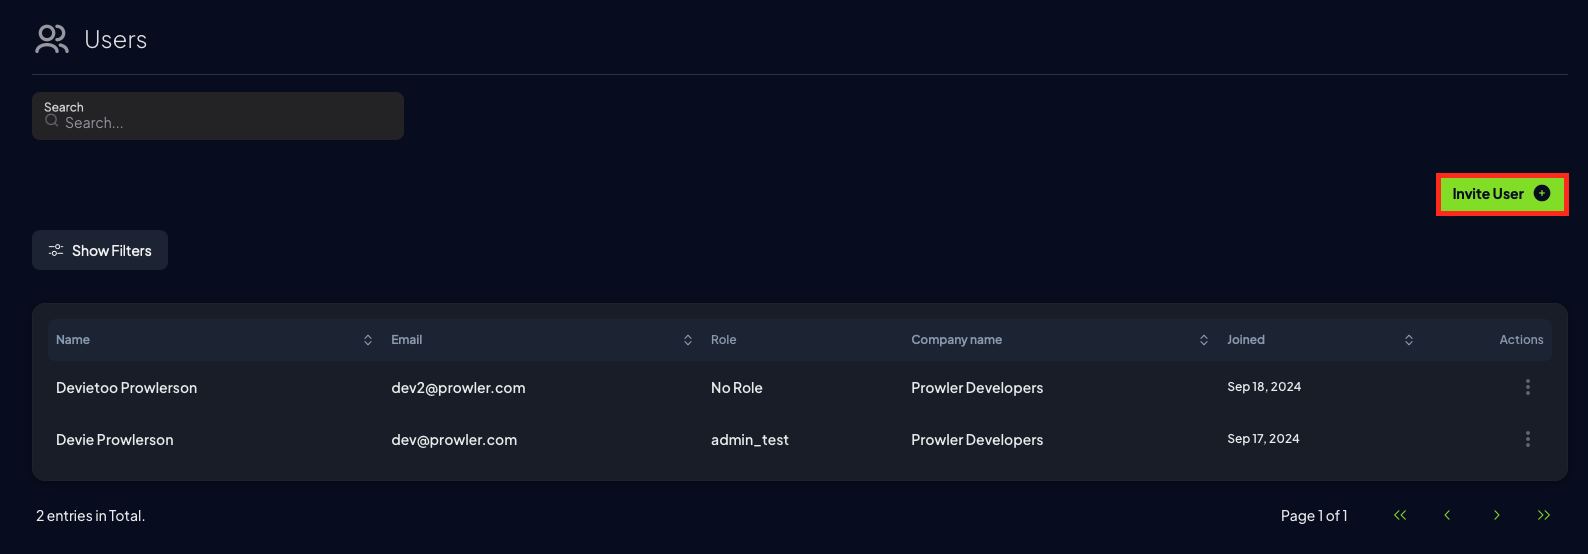 Users
Search
Search...
Invite User
Show Filters
Name Email Role Company name Joined Actions
Devietoo Prowlerson dev2@prowler.com No Role Prowler Developers Sep 18, 2024
Devie Prowlerson dev@prowler.com admin_test Prowler Developers Sep 17, 2024
2 entries in Total. Page 1 of 1